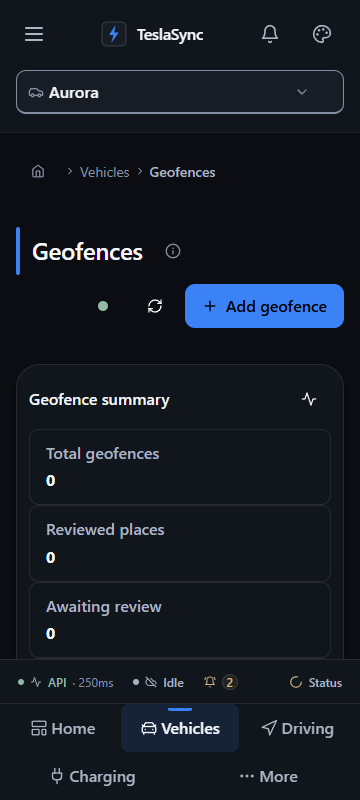 TeslaSync
Aurora
Vehicles
Geofences
Geofences
Add geofence
Geofence summary
Total geofences
0
Reviewed places
0
Awaiting review
0
API · 250ms
Idle
2
Status
Home
Vehicles
Driving
Charging
More